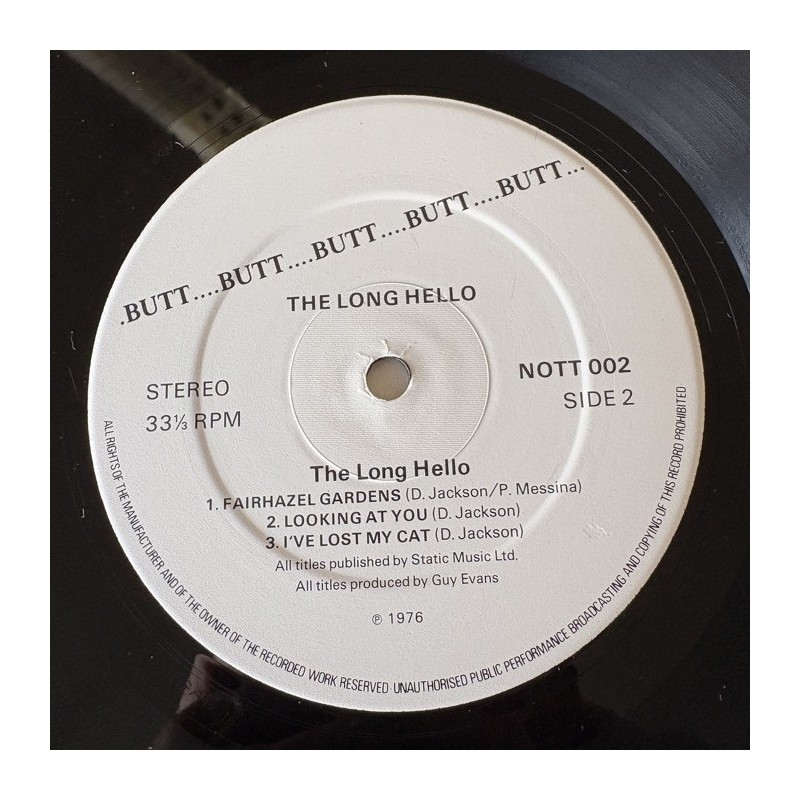 .BUTT....BUTT....BUTT....BUTT....BUTT...
THE LONG HELLO
STEREO
33⅓ RPM
NOTT 002
SIDE 2
The Long Hello
1. FAIRHAZEL GARDENS (D. Jackson/P. Messina)
2. LOOKING AT YOU (D. Jackson)
3. I'VE LOST MY CAT (D. Jackson)
All titles published by Static Music Ltd.
All titles produced by Guy Evans
℗ 1976
ALL RIGHTS OF THE MANUFACTURER AND OF THE OWNER OF THE RECORDED WORK RESERVED· UNAUTHORISED PUBLIC PERFORMANCE BROADCASTING AND COPYING OF THIS RECORD PROHIBITED·